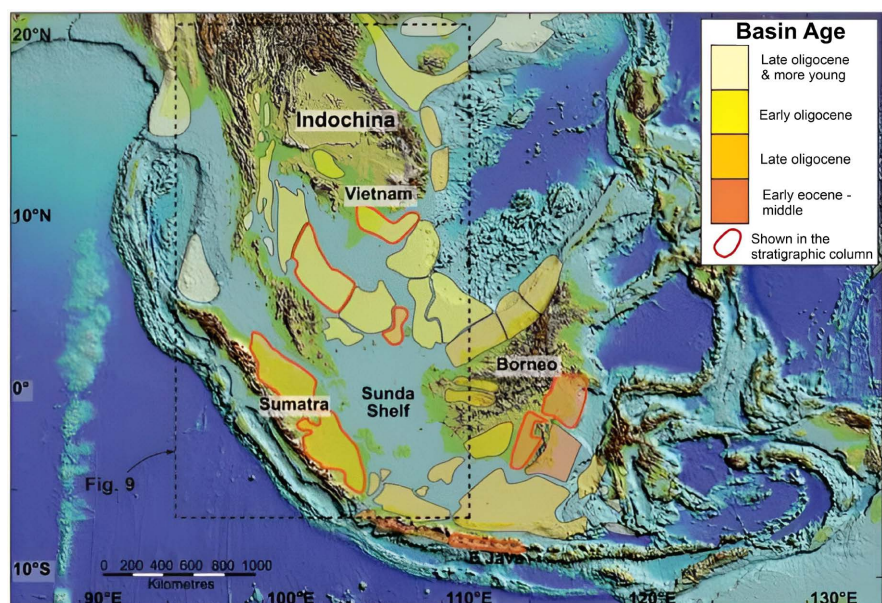 20°N
10°N
0°
10°S
90°E
100°E
110°E
120°E
130°E
Indochina
Vietnam
Borneo
Sumatra
Sunda
Shelf
Fig. 9
0 200 400 600 800 1000
Kilometres
Basin Age
Late oligocene
& more young
Early oligocene
Late oligocene
Early eocene -
middle
Shown in the
stratigraphic column